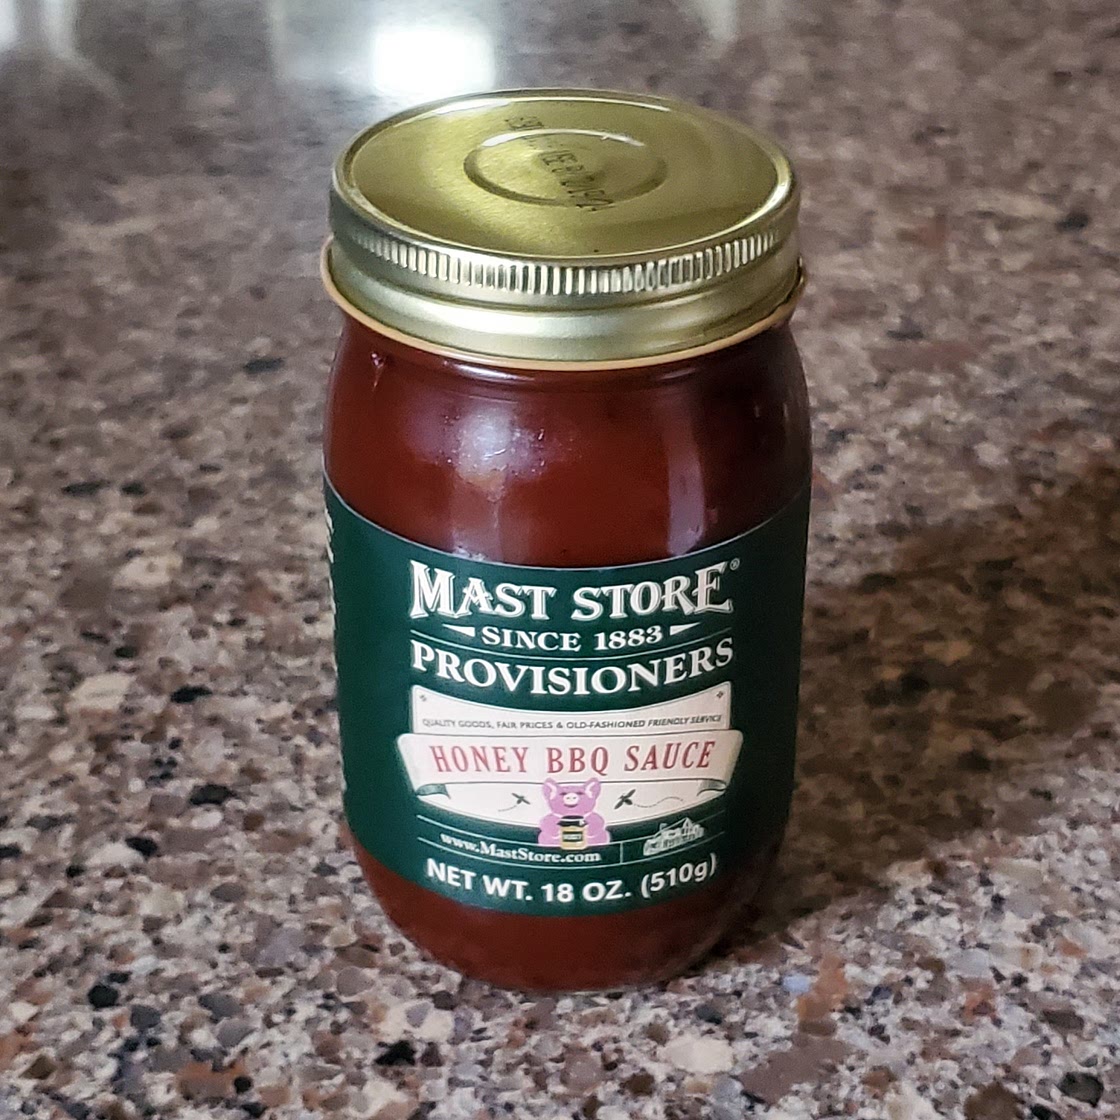 MAST STORE®
SINCE 1883
PROVISIONERS
QUALITY GOODS, FAIR PRICES & OLD-FASHIONED FRIENDLY SERVICE
HONEY BBQ SAUCE
HONEY
www.MastStore.com
NET WT. 18 OZ. (510g)